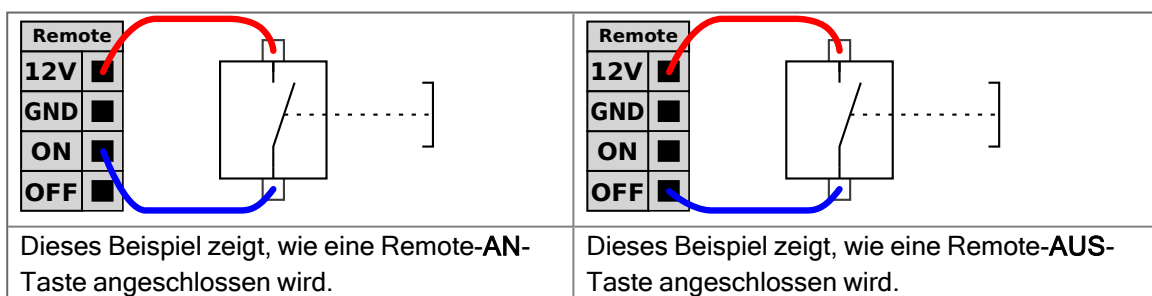 Remote
12V
GND
ON
OFF
Dieses Beispiel zeigt, wie eine Remote-AN-
Taste angeschlossen wird.
Remote
12V
GND
ON
OFF
Dieses Beispiel zeigt, wie eine Remote-AUS-
Taste angeschlossen wird.